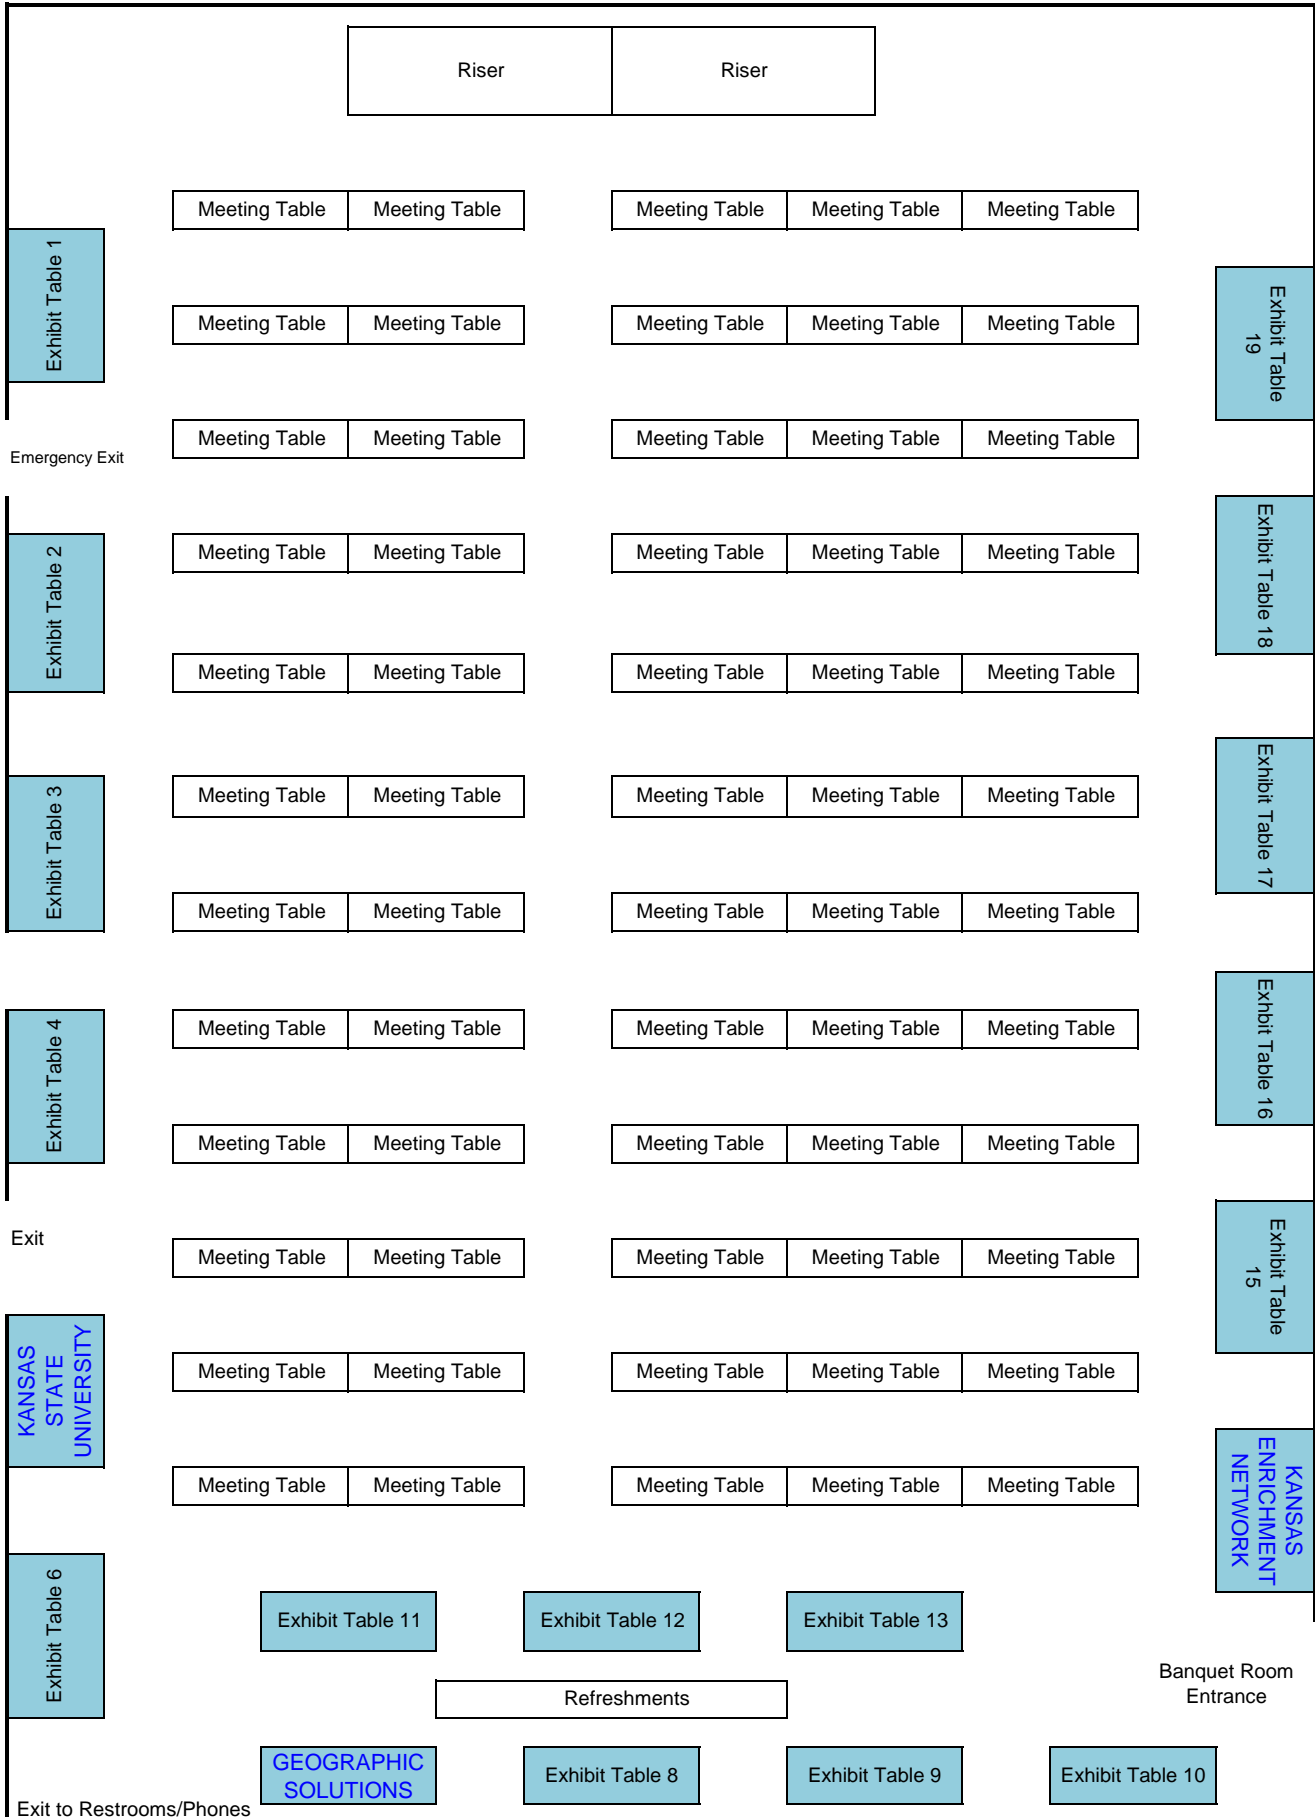 Riser Riser
Meeting Table Meeting Table Meeting Table Meeting Table Meeting Table
Exhibit Table 1
Meeting Table Meeting Table Meeting Table Meeting Table Meeting Table
Exhibit Table
19
Meeting Table Meeting Table Meeting Table Meeting Table Meeting Table
Emergency Exit
Meeting Table Meeting Table Meeting Table Meeting Table Meeting Table
Exhibit Table 2
Exhibit Table 18
Meeting Table Meeting Table Meeting Table Meeting Table Meeting Table
Meeting Table Meeting Table Meeting Table Meeting Table Meeting Table
Exhibit Table 3
Exhibit Table 17
Meeting Table Meeting Table Meeting Table Meeting Table Meeting Table
Meeting Table Meeting Table Meeting Table Meeting Table Meeting Table
Exhibit Table 4
Exhbit Table 16
Meeting Table Meeting Table Meeting Table Meeting Table Meeting Table
Exit
Meeting Table Meeting Table Meeting Table Meeting Table Meeting Table
Exhibit Table
15
Meeting Table Meeting Table Meeting Table Meeting Table Meeting Table
KANSAS
STATE
UNIVERSITY
Meeting Table Meeting Table Meeting Table Meeting Table Meeting Table
KANSAS
ENRICHMENT
NETWORK
Exhibit Table 6
Exhibit Table 11 Exhibit Table 12 Exhibit Table 13
Banquet Room
Entrance
Refreshments
GEOGRAPHIC
SOLUTIONS
Exhibit Table 8 Exhibit Table 9 Exhibit Table 10
Exit to Restrooms/Phones